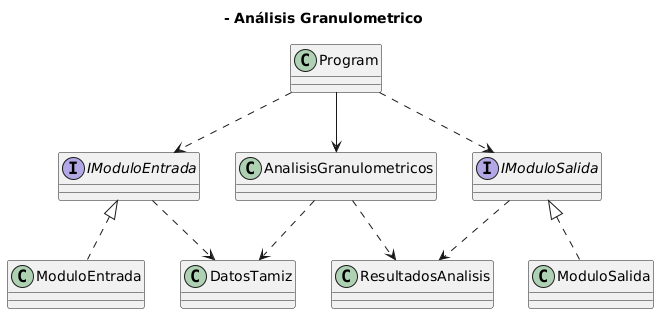 - Análisis Granulometrico
C Program
I IModuloEntrada
C AnalisisGranulometricos
I IModuloSalida
C ModuloEntrada
C DatosTamiz
C ResultadosAnalisis
C ModuloSalida